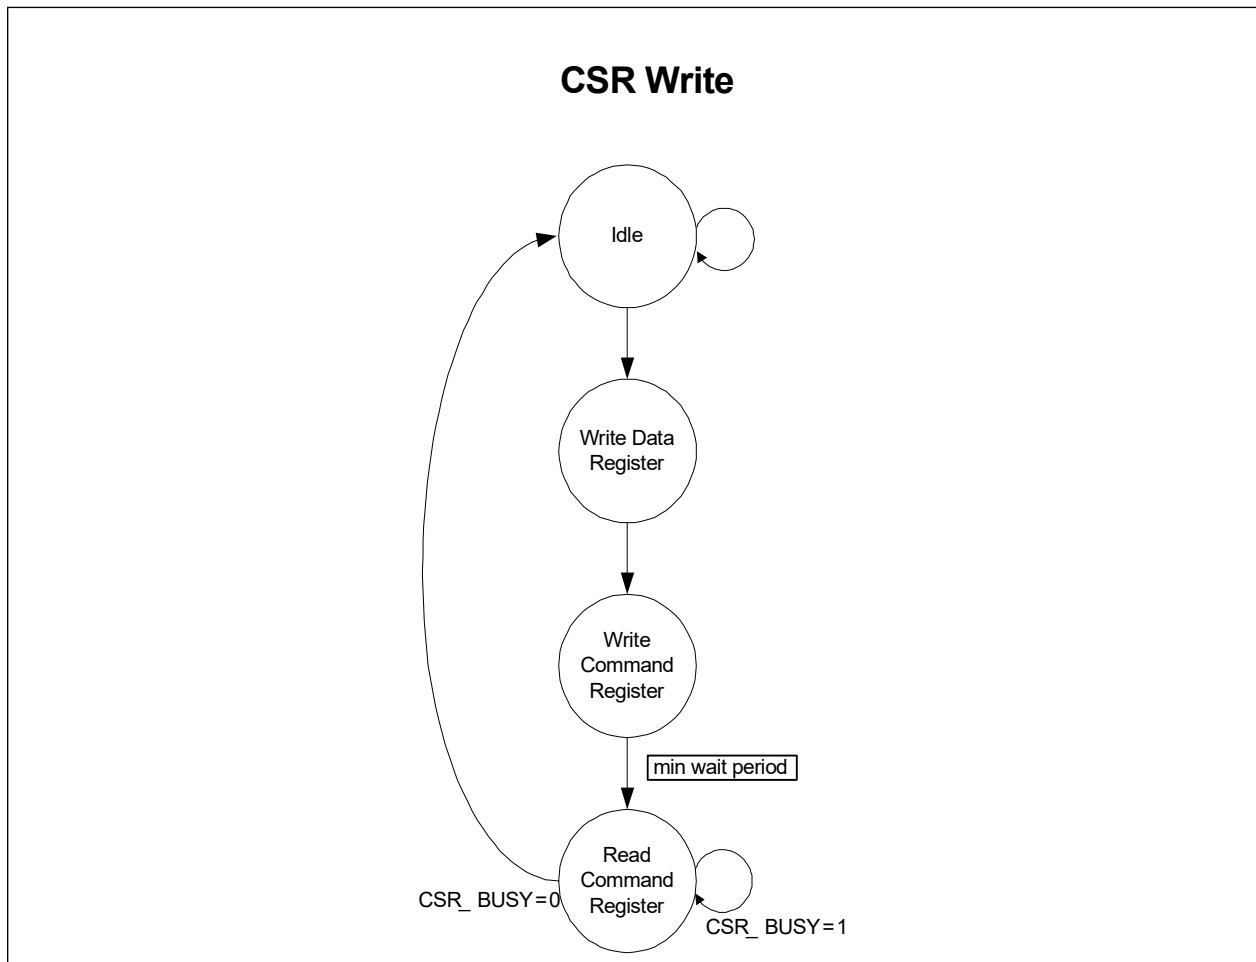 CSR Write
Idle
Write Data
Register
Write
Command
Register
min wait period
Read
Command
Register
CSR_ BUSY=0
CSR_ BUSY=1